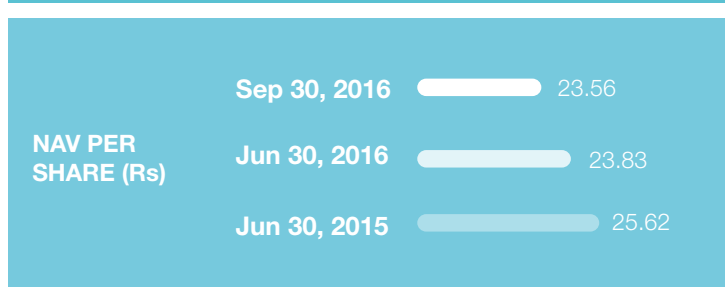 NAV PER
SHARE (Rs)
Sep 30, 2016 23.56
Jun 30, 2016 23.83
Jun 30, 2015 25.62